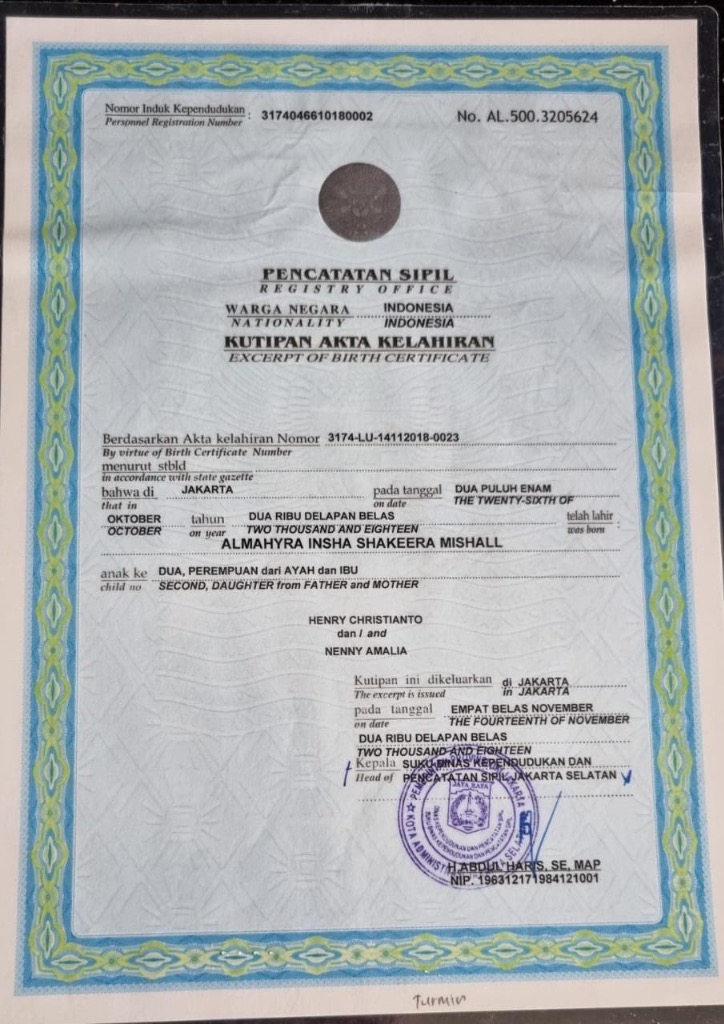 Nomor Induk Kependudukan : 3174046610180002
Personnel Registration Number
No. AL.500.3205624
PENCATATAN SIPIL
REGISTRY OFFICE
WARGA NEGARA INDONESIA
NATIONALITY INDONESIA
KUTIPAN AKTA KELAHIRAN
EXCERPT OF BIRTH CERTIFICATE
Berdasarkan Akta kelahiran Nomor 3174-LU-14112018-0023
By virtue of Birth Certificate Number
menurut stbld
in accordance with state gazette
bahwa di JAKARTA pada tanggal DUA PULUH ENAM
that in on date THE TWENTY-SIXTH OF
OKTOBER tahun DUA RIBU DELAPAN BELAS telah lahir :
OCTOBER on year TWO THOUSAND AND EIGHTEEN was born
ALMAHYRA INSHA SHAKEERA MISHALL
anak ke DUA, PEREMPUAN dari AYAH dan IBU
child no SECOND, DAUGHTER from FATHER and MOTHER
HENRY CHRISTIANTO
dan / and
NENNY AMALIA
Kutipan ini dikeluarkan di JAKARTA
The excerpt is issued in JAKARTA
pada tanggal EMPAT BELAS NOVEMBER
on date THE FOURTEENTH OF NOVEMBER
DUA RIBU DELAPAN BELAS
TWO THOUSAND AND EIGHTEEN
Kepala SUKU DINAS KEPENDUDUKAN DAN
Head of PENCATATAN SIPIL JAKARTA SELATAN
JAYA RAYA
H.ABDUL HARIS, SE, MAP
NIP. 196312171984121001
Turmin